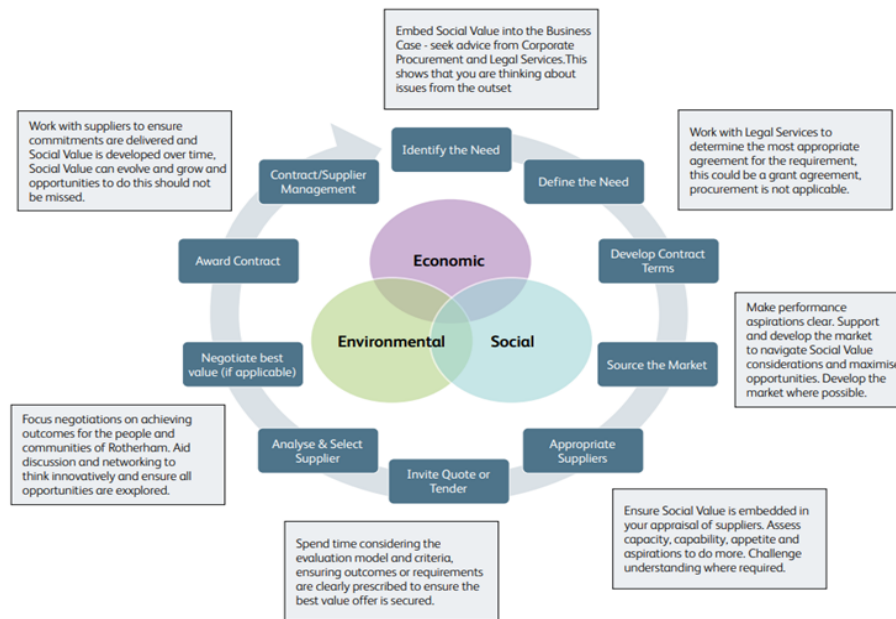 Embed Social Value into the Business
Case - seek advice from Corporate
Procurement and Legal Services.This
shows that you are thinking about
issues from the outset
Work with suppliers to ensure
commitments are delivered and
Social Value is developed over time,
Social Value can evolve and grow and
opportunities to do this should not
be missed.
Work with Legal Services to
determine the most appropriate
agreement for the requirement,
this could be a grant agreement,
procurement is not applicable.
Identify the Need
Contract/Supplier
Management
Define the Need
Award Contract
Economic
Develop Contract
Terms
Make performance
aspirations clear. Support
and develop the market
to navigate Social Value
considerations and maximise
opportunities. Develop the
market where possible.
Environmental
Social
Negotiate best
value (if applicable)
Source the Market
Focus negotiations on achieving
outcomes for the people and
communities of Rotherham. Aid
discussion and networking to
think innovatively and ensure all
opportunities are exxplored.
Analyse & Select
Supplier
Appropriate
Suppliers
Invite Quote or
Tender
Ensure Social Value is embedded in
your appraisal of suppliers. Assess
capacity, capability, appetite and
aspirations to do more. Challenge
understanding where required.
Spend time considering the
evaluation model and criteria,
ensuring outcomes or requirements
are clearly prescribed to ensure the
best value offer is secured.